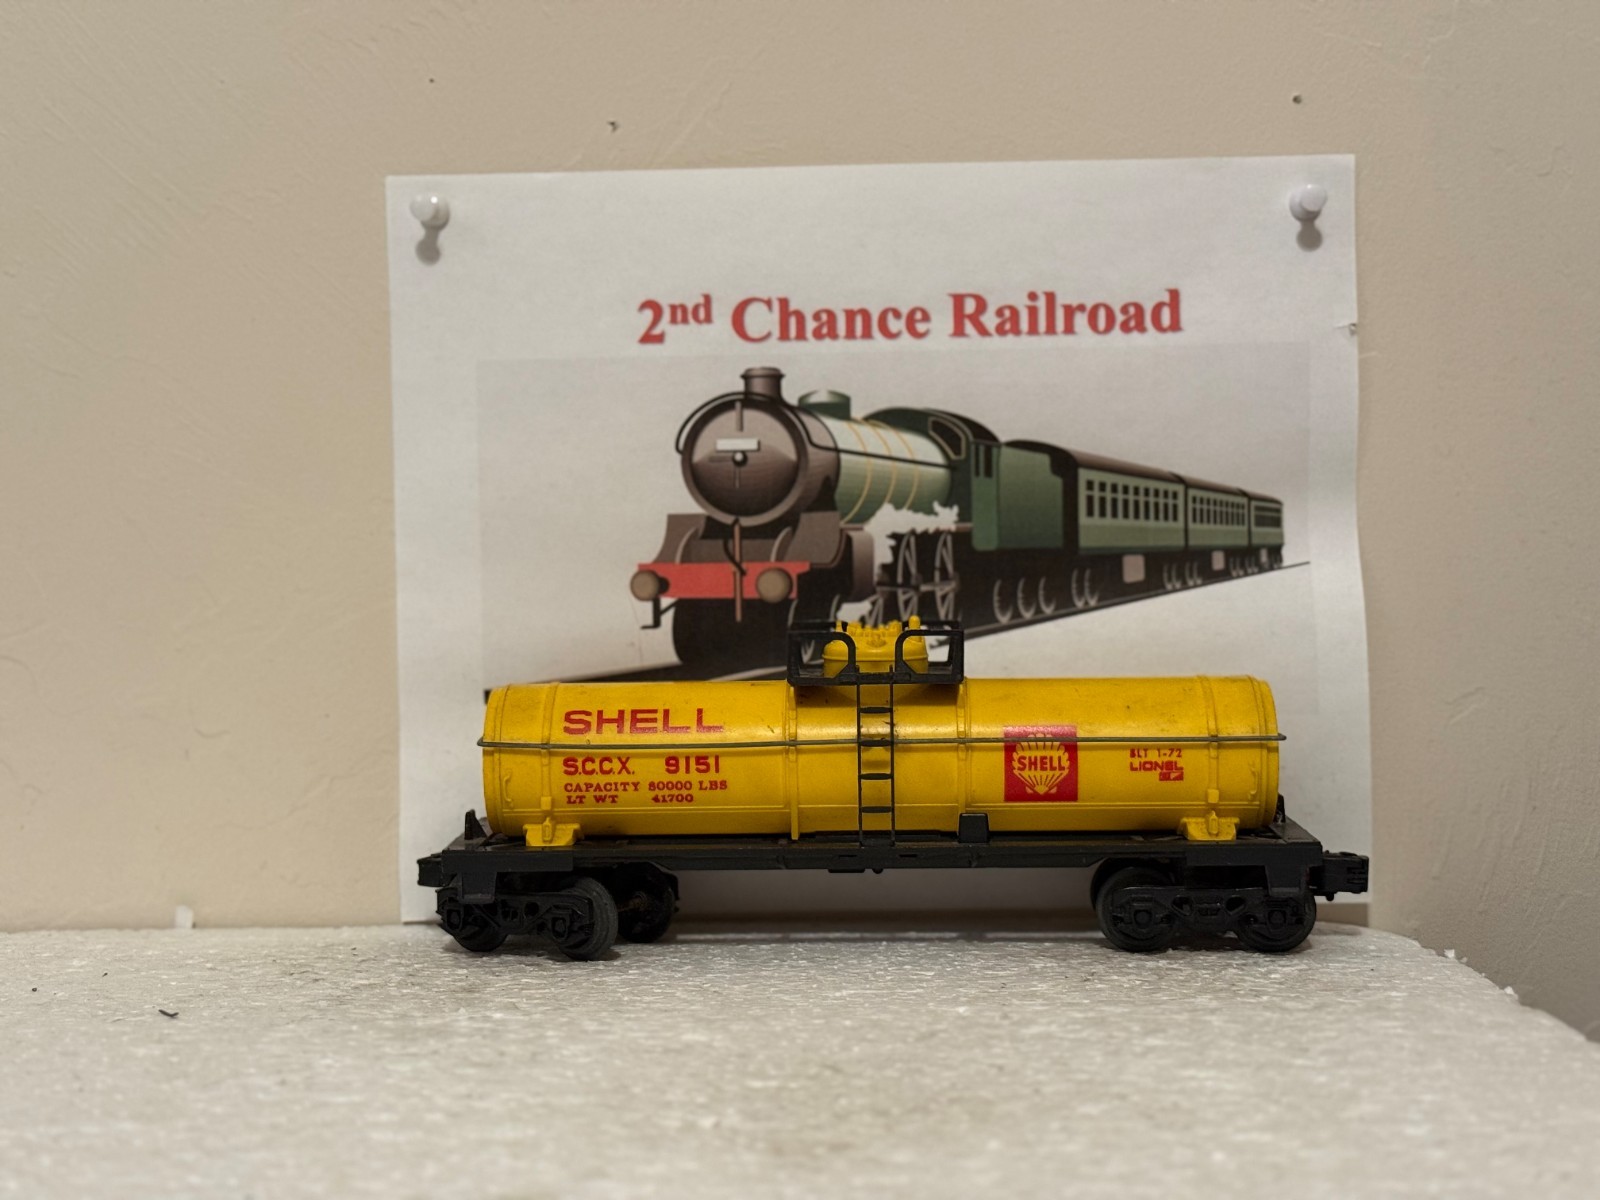 2nd Chance Railroad
SHELL
S.C.C.X. 9151
CAPACITY 80000 LBS
LT WT 41700
SHELL
BLT 1-72
LIONEL